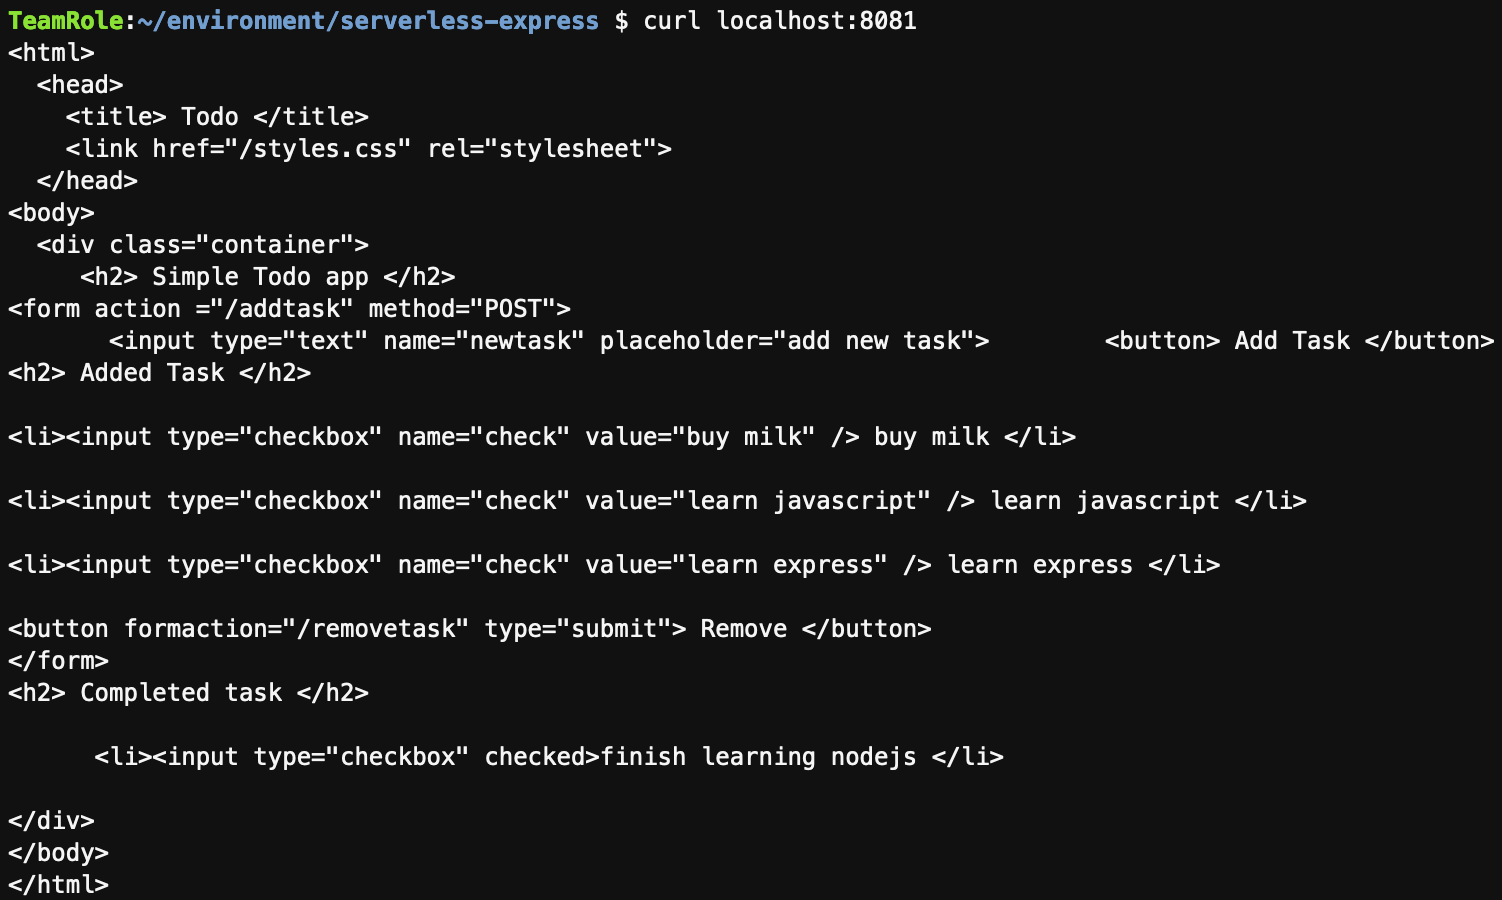 TeamRole:~/environment/serverless-express $ curl localhost:8081
<html>
  <head>
    <title> Todo </title>
    <link href="/styles.css" rel="stylesheet">
  </head>
<body>
  <div class="container">
     <h2> Simple Todo app </h2>
<form action ="/addtask" method="POST">
       <input type="text" name="newtask" placeholder="add new task">        <button> Add Task </button>
<h2> Added Task </h2>

<li><input type="checkbox" name="check" value="buy milk" /> buy milk </li>

<li><input type="checkbox" name="check" value="learn javascript" /> learn javascript </li>

<li><input type="checkbox" name="check" value="learn express" /> learn express </li>

<button formaction="/removetask" type="submit"> Remove </button>
</form>
<h2> Completed task </h2>

      <li><input type="checkbox" checked>finish learning nodejs </li>

</div>
</body>
</html>